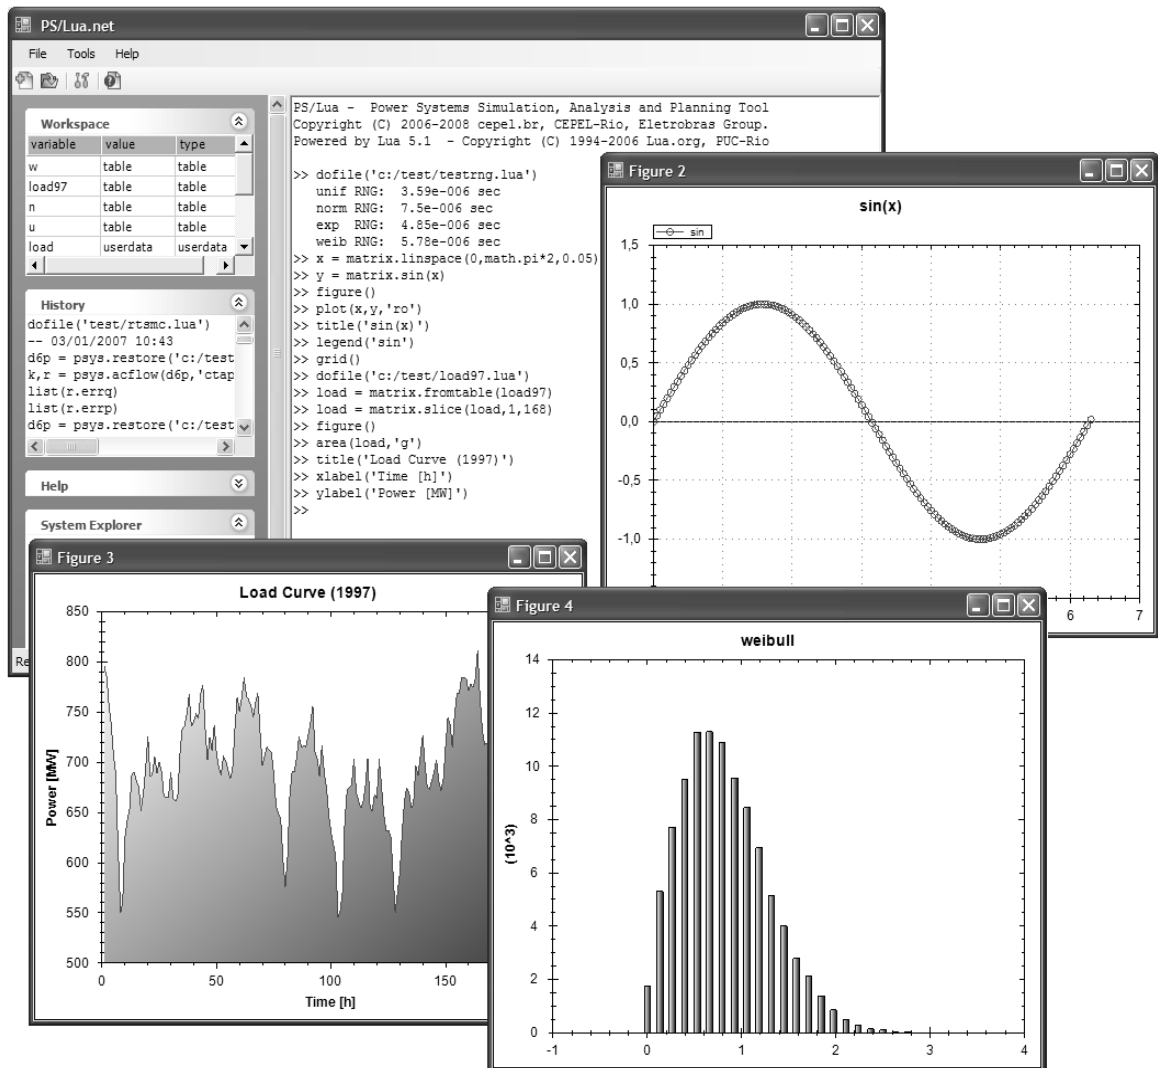 PS/Lua.net
File Tools Help
Workspace
variable value type
w table table
load97 table table
n table table
u table table
load userdata userdata
History
dofile('test/rtsmc.lua')
-- 03/01/2007 10:43
d6p = psys.restore('c:/test
k,r = psys.acflow(d6p,'ctap
list(r.errq)
list(r.errp)
d6p = psys.restore('c:/test
Help
System Explorer
Re
PS/Lua -  Power Systems Simulation, Analysis and Planning Tool
Copyright (C) 2006-2008 cepel.br, CEPEL-Rio, Eletrobras Group.
Powered by Lua 5.1  - Copyright (C) 1994-2006 Lua.org, PUC-Rio
>> dofile('c:/test/testrng.lua')
unif RNG:  3.59e-006 sec
norm RNG:  7.5e-006 sec
exp  RNG:  4.85e-006 sec
weib RNG:  5.78e-006 sec
>> x = matrix.linspace(0,math.pi*2,0.05)
>> y = matrix.sin(x)
>> figure()
>> plot(x,y,'ro')
>> title('sin(x)')
>> legend('sin')
>> grid()
>> dofile('c:/test/load97.lua')
>> load = matrix.fromtable(load97)
>> load = matrix.slice(load,1,168)
>> figure()
>> area(load,'g')
>> title('Load Curve (1997)')
>> xlabel('Time [h]')
>> ylabel('Power [MW]')
>>
Figure 2
sin(x)
sin
1,5
1,0
0,5
0,0
-0,5
-1,0
6 7
Figure 3
Load Curve (1997)
Power [MW]
850
800
750
700
650
600
550
500
0 50 100 150
Time [h]
Figure 4
weibull
(10^3)
14
12
10
8
6
4
2
0
-1 0 1 2 3 4